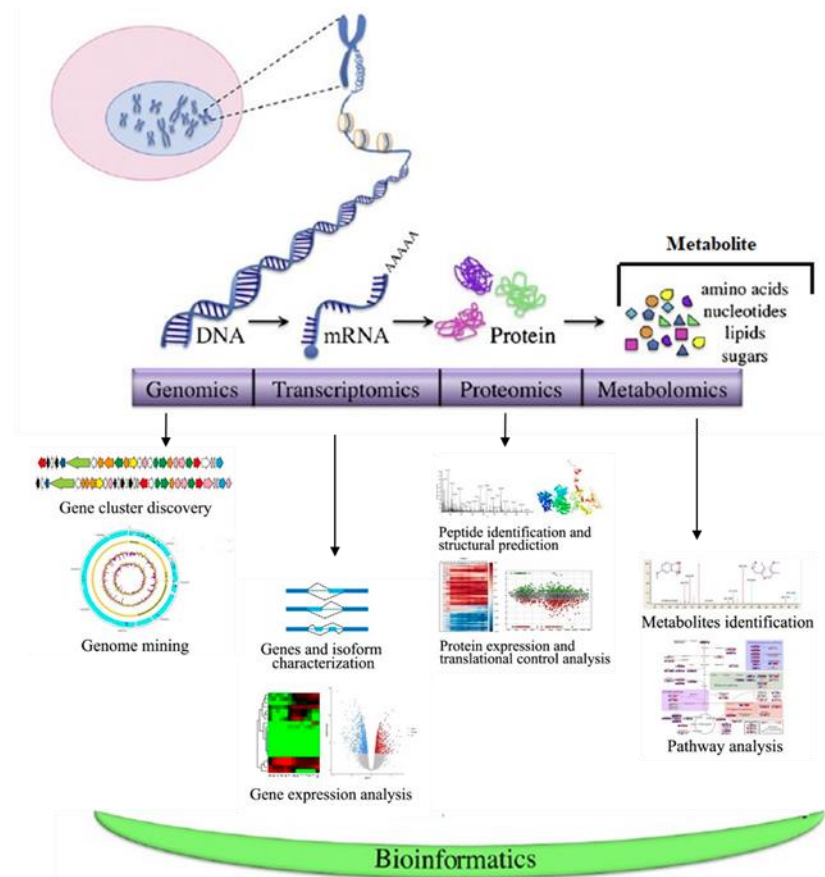 AAAAA
Metabolite
amino acids
nucleotides
lipids
sugars
DNA
mRNA
Protein
Genomics
Transcriptomics
Proteomics
Metabolomics
Gene cluster discovery
Genome mining
Genes and isoform
characterization
Gene expression analysis
Peptide identification and
structural prediction
Protein expression and
translational control analysis
Metabolites identification
Pathway analysis
Bioinformatics